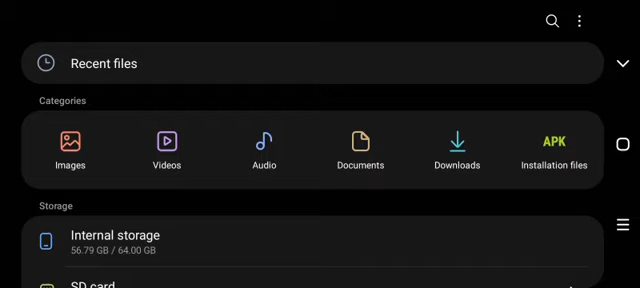 Recent files
Categories
Images
Videos
Audio
Documents
Downloads
APK
Installation files
Storage
Internal storage
56.79 GB / 64.00 GB
SD card